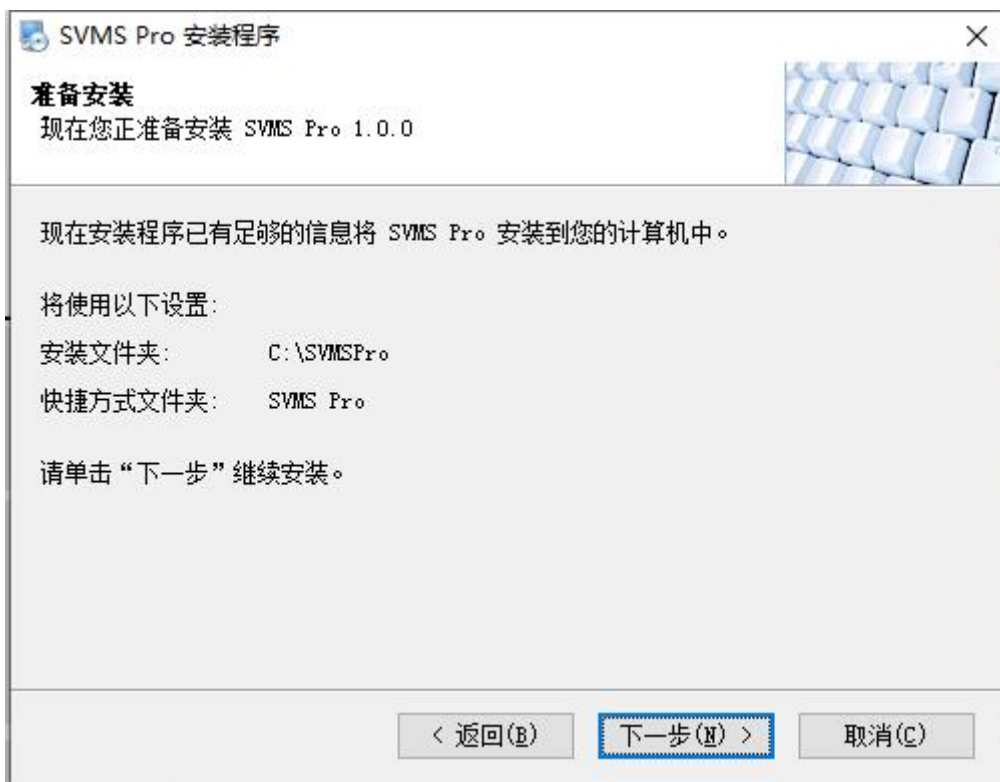 SVMS Pro 安装程序
准备安装
现在您正准备安装 SVMS Pro 1.0.0
现在安装程序已有足够的信息将 SVMS Pro 安装到您的计算机中。
将使用以下设置:
安装文件夹: C:\SVMSPro
快捷方式文件夹: SVMS Pro
请单击“下一步”继续安装。
< 返回(B) 下一步(N) > 取消(C)